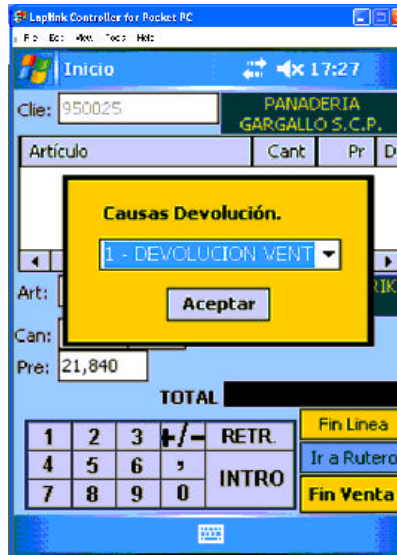 Laplink Controller for Pocket PC
Inicio 17:27
Clie: 950025 PANADERIA
GARGALLO S.C.P.
Artículo Cant Pr D
Causas Devolución.
1 - DEVOLUCION VENT
Aceptar
Art:
Can:
Pre: 21,840
TOTAL
1 2 3 +/- RETR. Fin Linea
4 5 6 , INTRO Ir a Rutero
7 8 9 0 Fin Venta